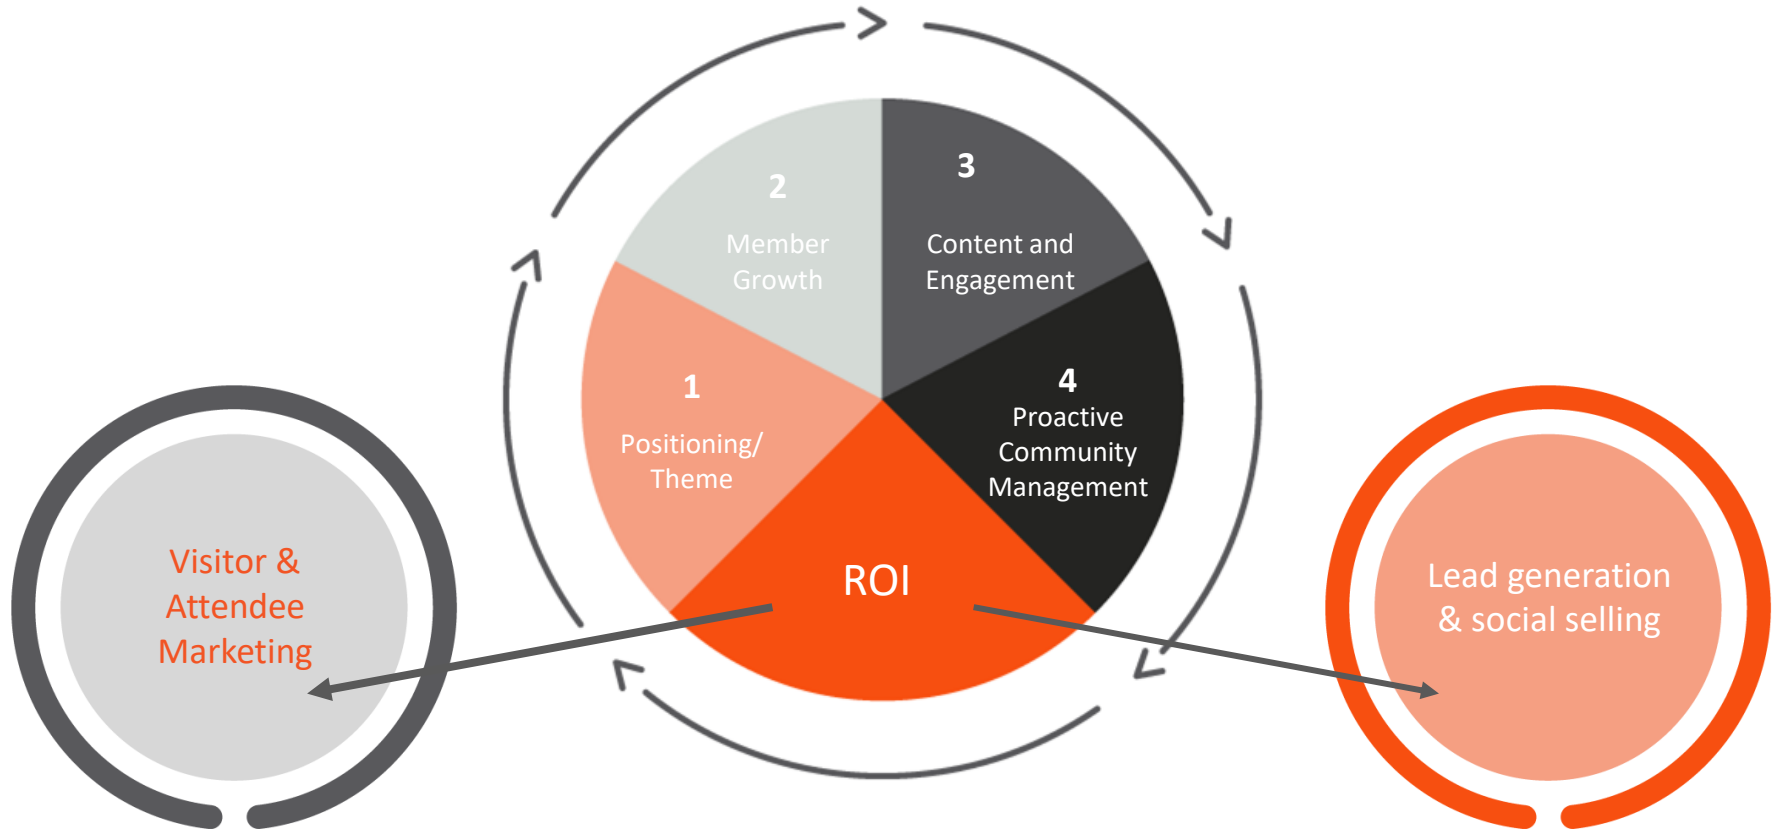 1
Positioning/
Theme
2
Member
Growth
3
Content and
Engagement
4
Proactive
Community
Management
ROI
Visitor &
Attendee
Marketing
Lead generation
& social selling